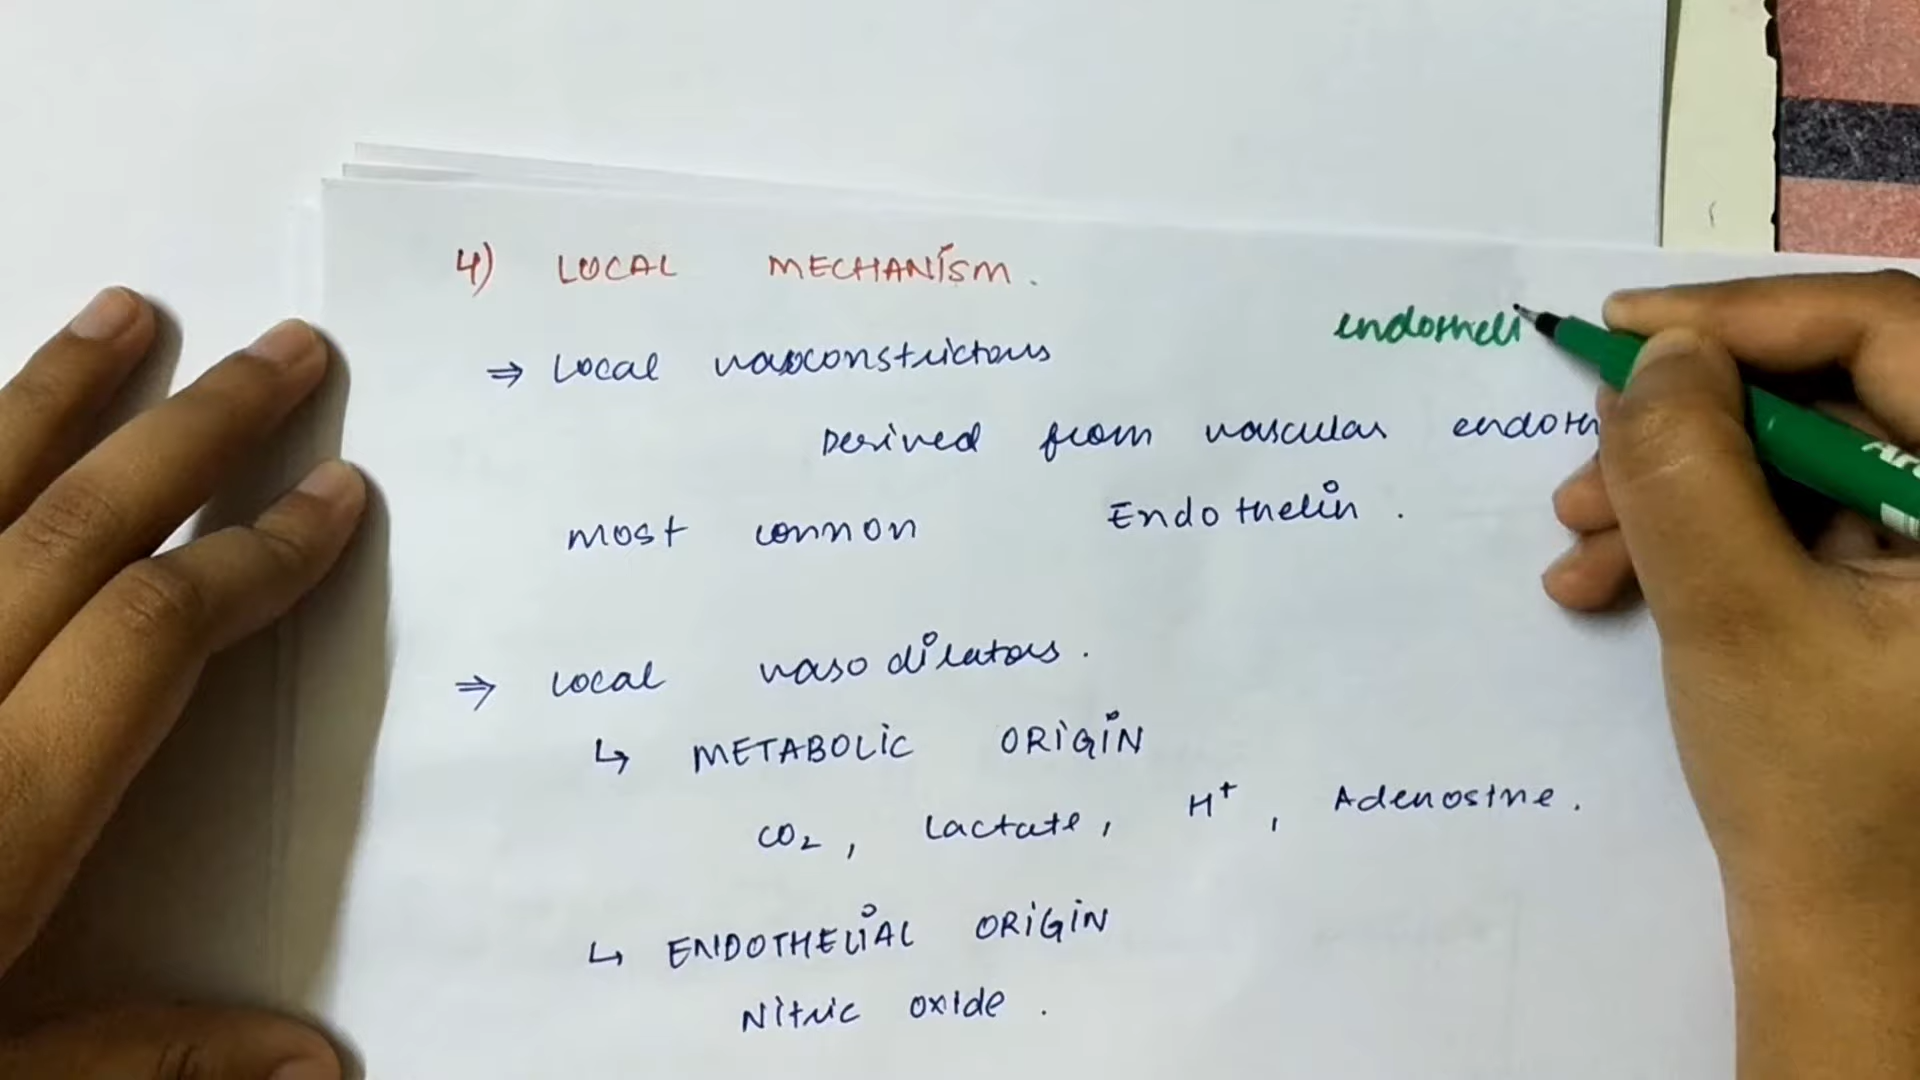 4) LOCAL MECHANISM.
endotheli
⇒ Local vasoconstrictors
Derived from vascular endoth
most common Endothelin.
⇒ Local vasodilators.
↳ METABOLIC ORIGIN
CO₂, Lactate, H⁺, Adenosine.
↳ ENDOTHELIAL ORIGIN
Nitric oxide.